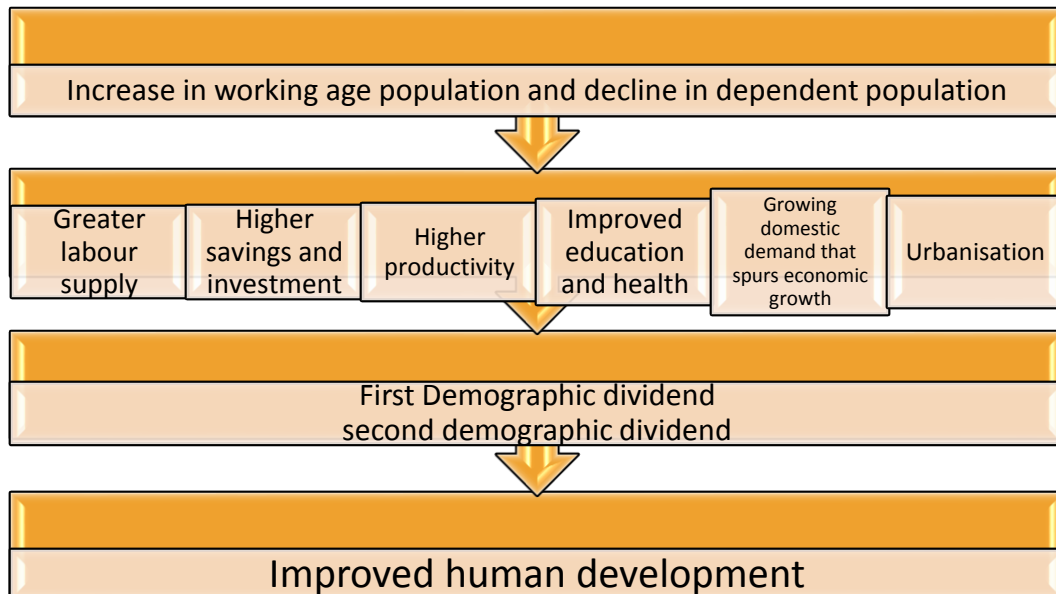 Increase in working age population and decline in dependent population
Greater
labour
supply
Higher
savings and
investment
Higher
productivity
Improved
education
and health
Growing
domestic
demand that
spurs economic
growth
Urbanisation
First Demographic dividend
second demographic dividend
Improved human development